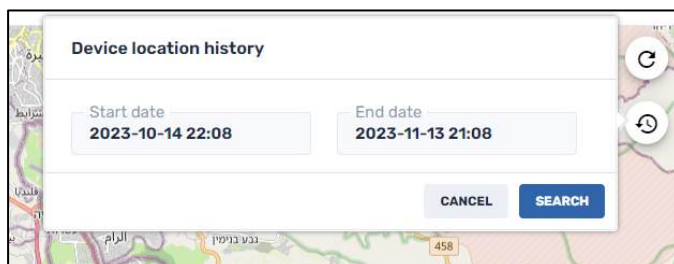 Device location history
Start date
2023-10-14 22:08
End date
2023-11-13 21:08
CANCEL
SEARCH
قلنديا
الرام
גבע בנימין
458